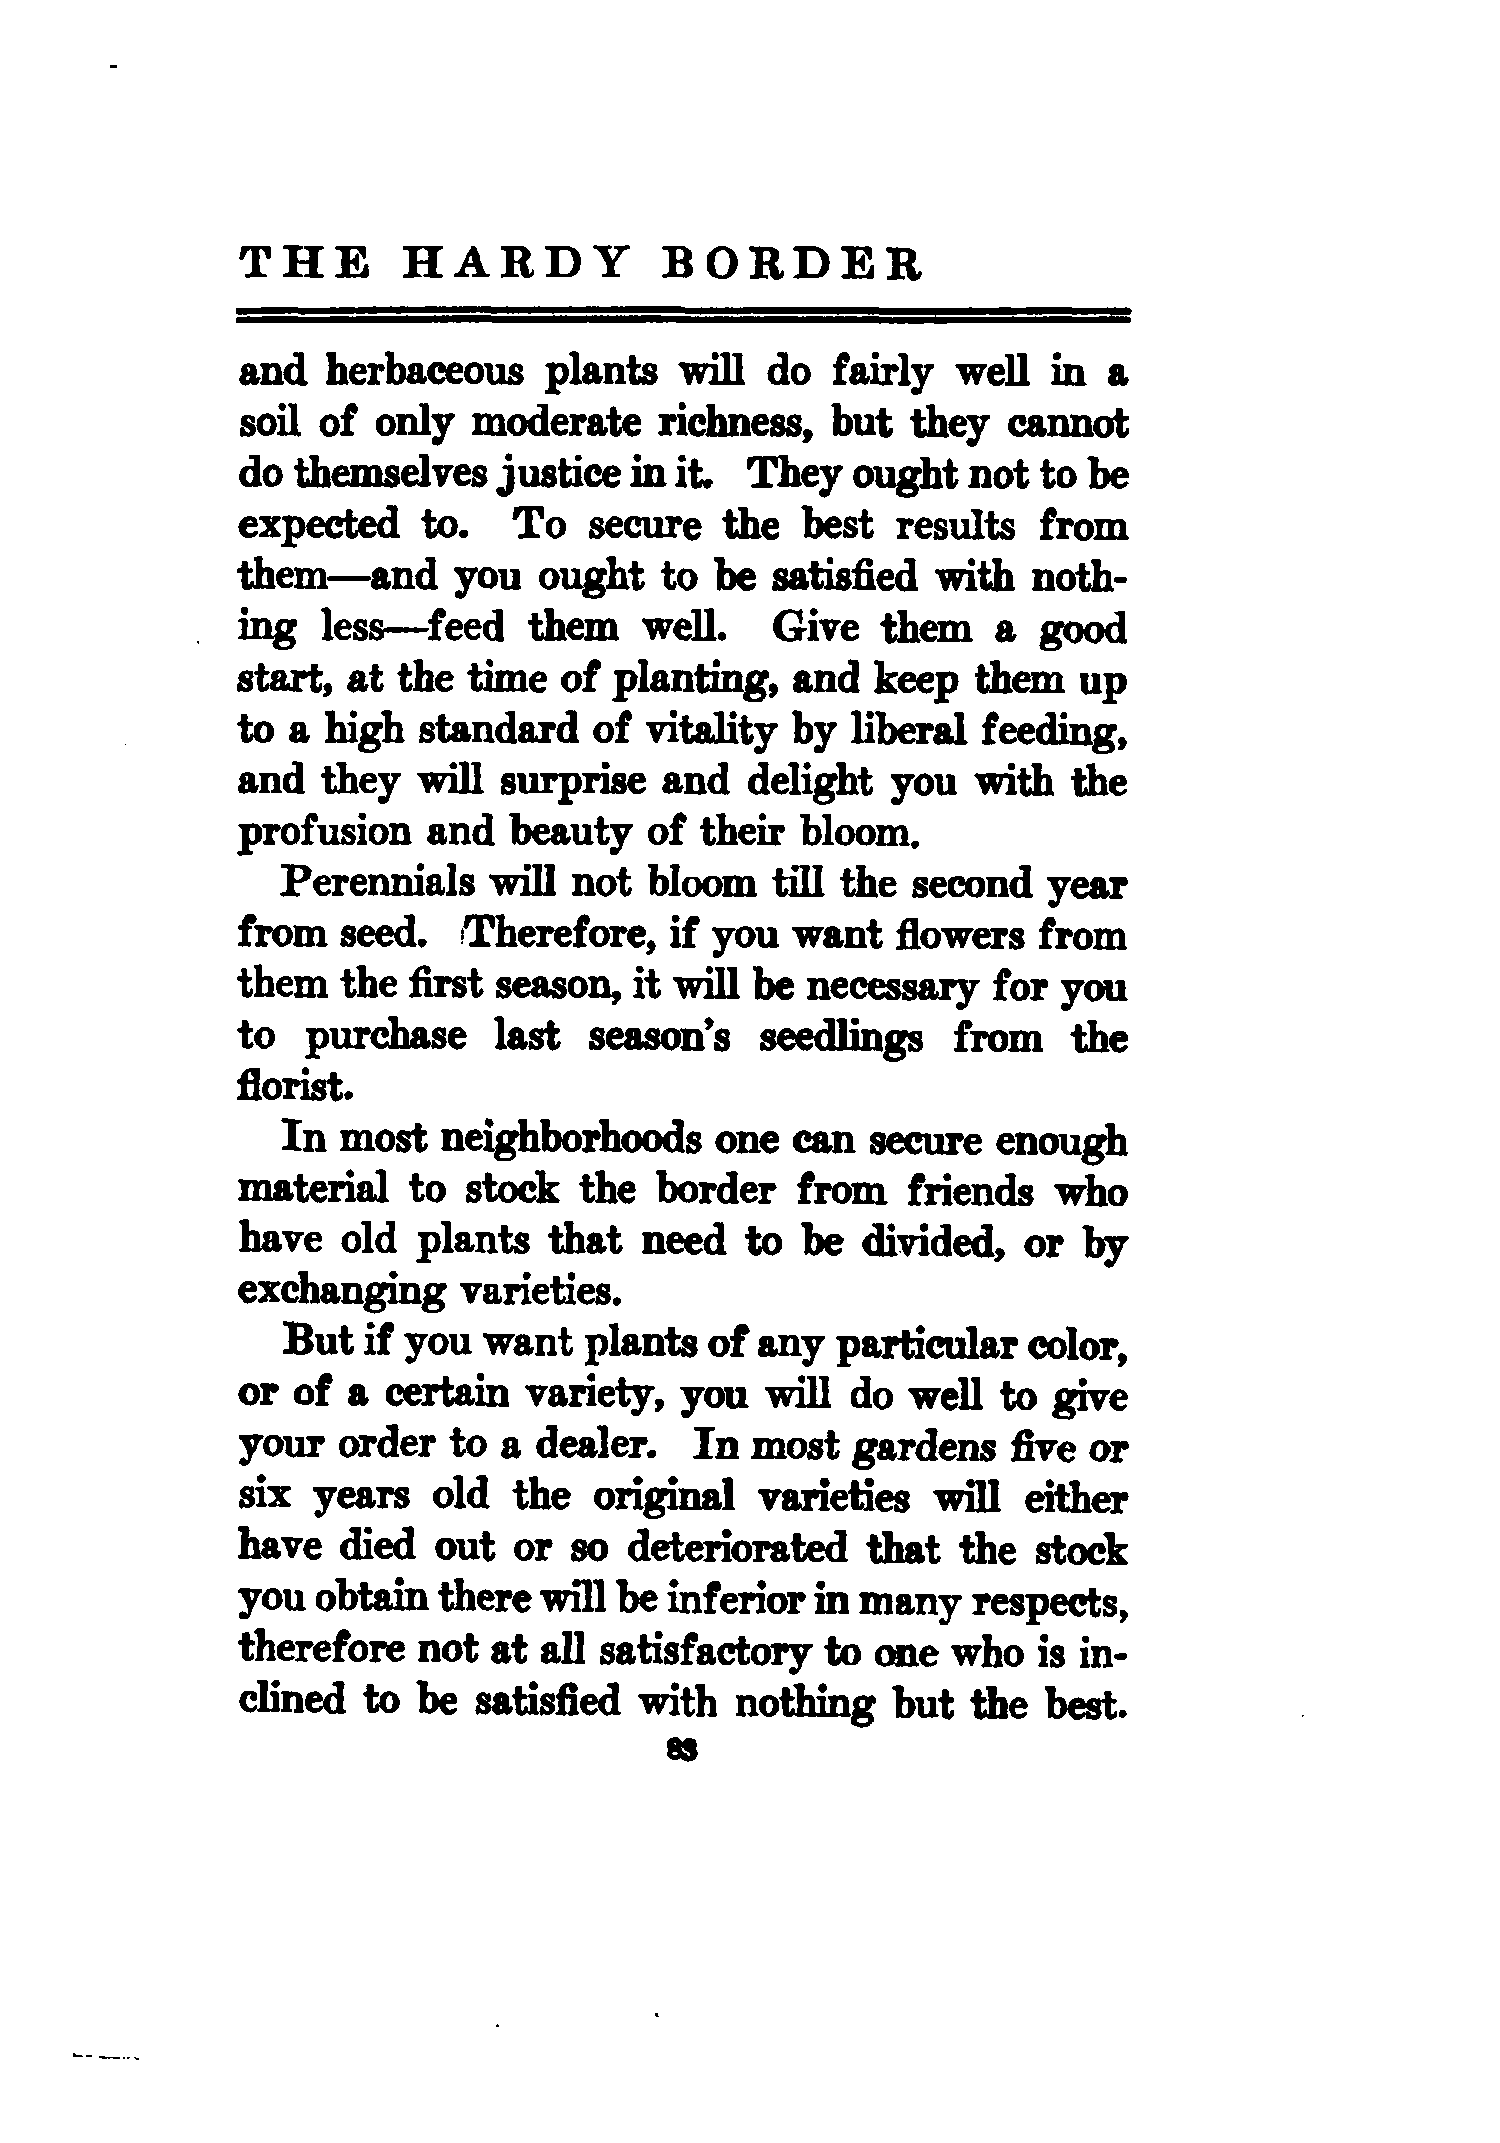 THE HARDY BORDER
and herbaceous plants will do fairly well in a
soil of only moderate richness, but they cannot
do themselves justice in it. They ought not to be
expected to. To secure the best results from
them—and you ought to be satisfied with noth-
ing less—feed them well. Give them a good
start, at the time of planting, and keep them up
to a high standard of vitality by liberal feeding,
and they will surprise and delight you with the
profusion and beauty of their bloom.
Perennials will not bloom till the second year
from seed. Therefore, if you want flowers from
them the first season, it will be necessary for you
to purchase last season's seedlings from the
florist.
In most neighborhoods one can secure enough
material to stock the border from friends who
have old plants that need to be divided, or by
exchanging varieties.
But if you want plants of any particular color,
or of a certain variety, you will do well to give
your order to a dealer. In most gardens five or
six years old the original varieties will either
have died out or so deteriorated that the stock
you obtain there will be inferior in many respects,
therefore not at all satisfactory to one who is in-
clined to be satisfied with nothing but the best.
83